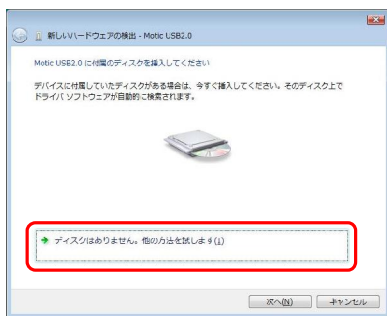 新しいハードウェアの検出 - Motic USB2.0
Motic USB2.0 に付属のディスクを挿入してください
デバイスに付属していたディスクがある場合は、今すぐ挿入してください。そのディスク上で
ドライバ ソフトウェアが自動的に検索されます。
ディスクはありません。他の方法を試します(I)
次へ(N)
キャンセル